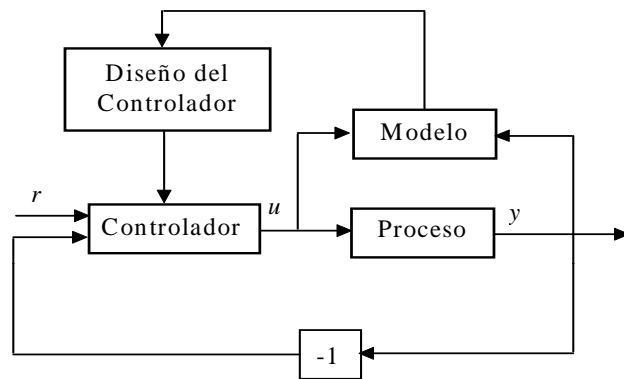 Diseño del
Controlador
Modelo
r
Controlador
u
Proceso
y
-1